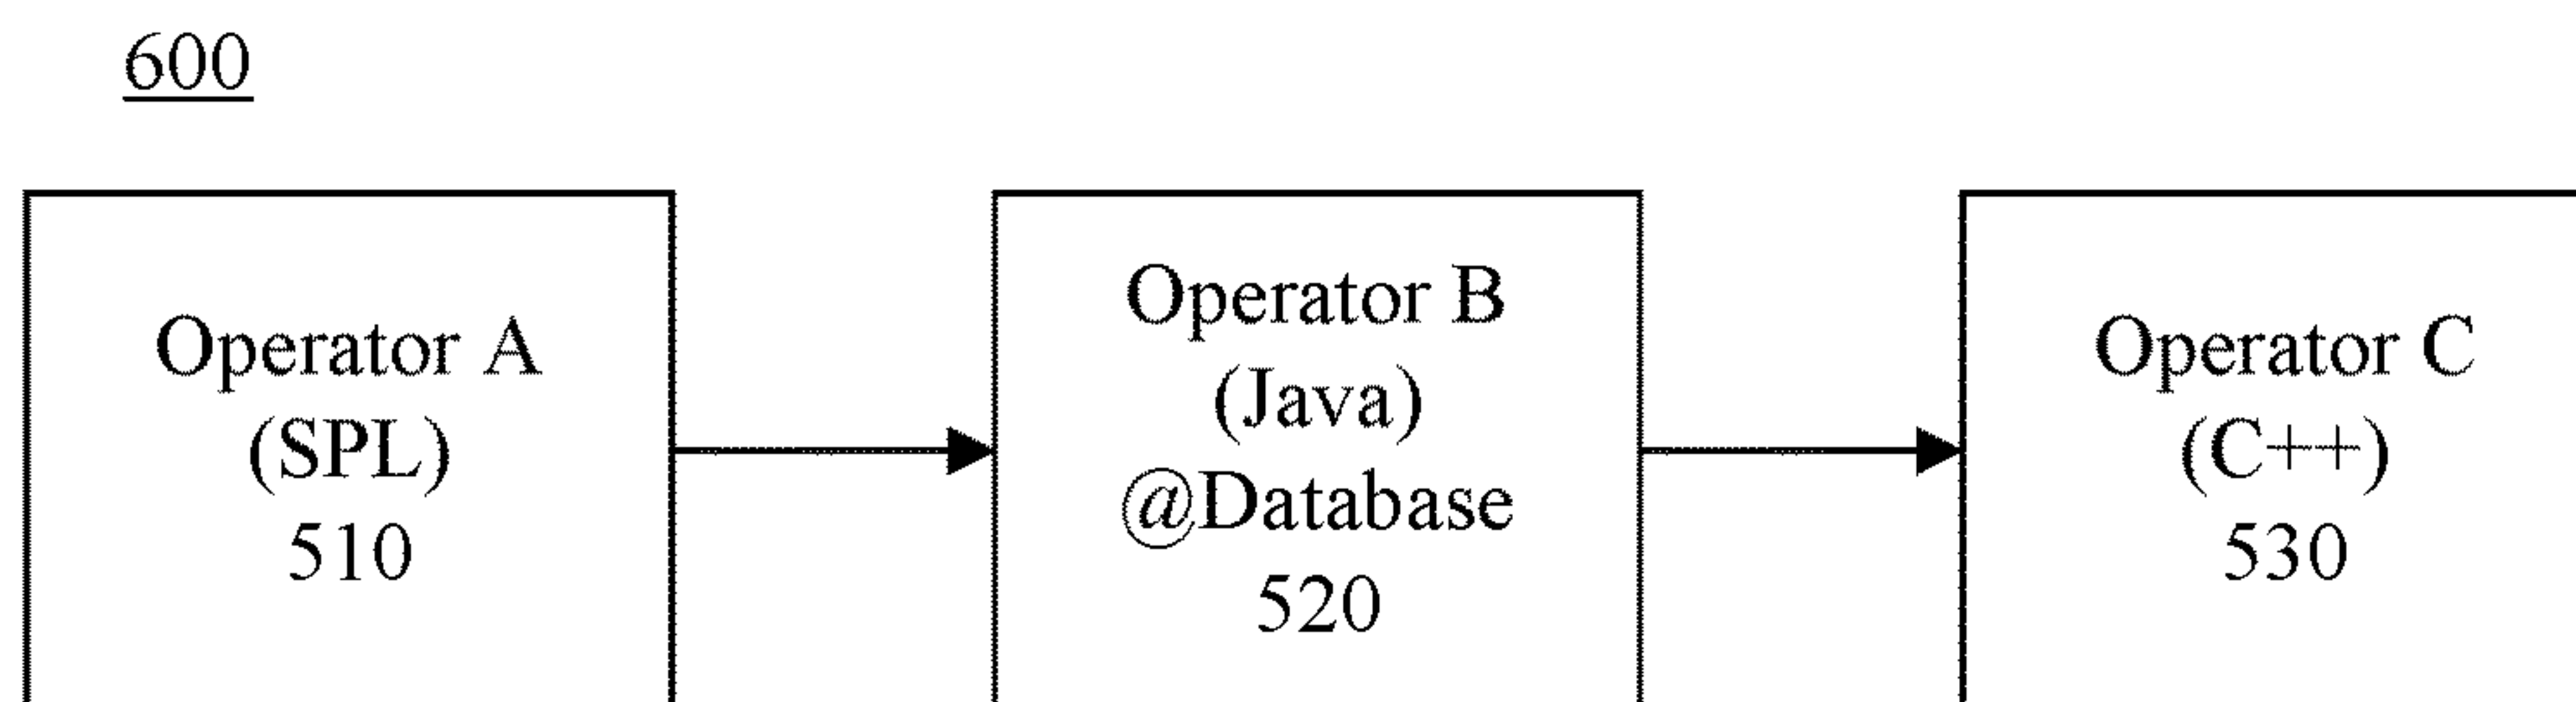 600
Operator A
(SPL)
510
Operator B
(Java)
@Database
520
Operator C
(C++)
530